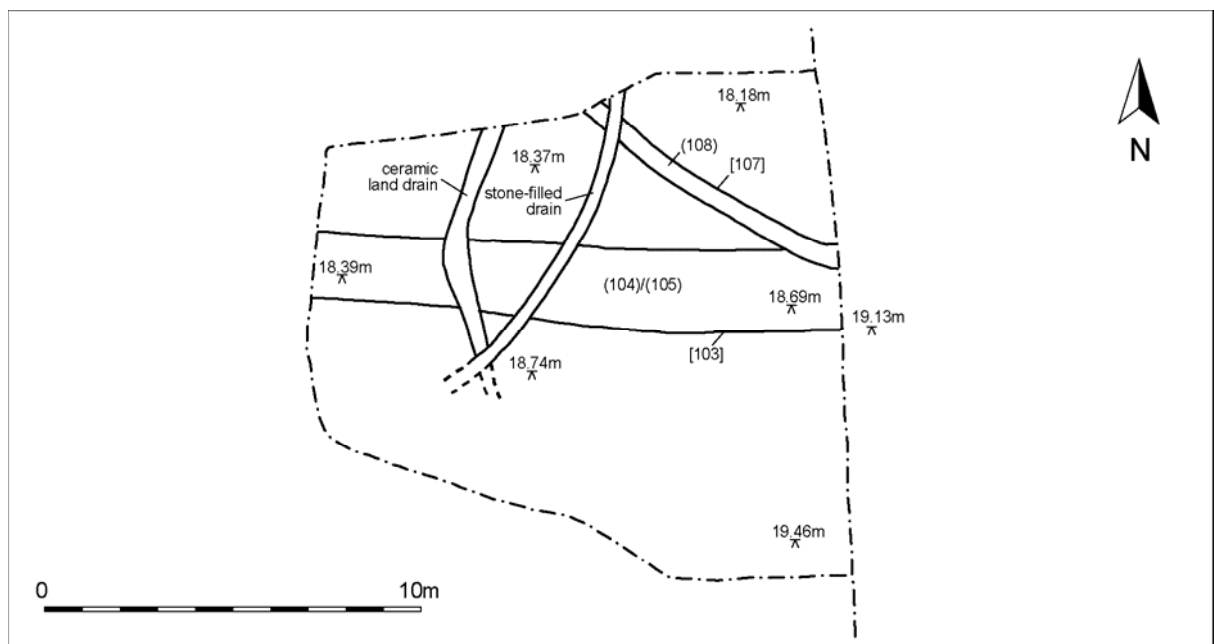 18.18m
N
(108)
[107]
18.37m
ceramic
land drain
stone-filled
drain
18.39m
(104)/(105)
18.69m
19.13m
[103]
18.74m
19.46m
0
10m